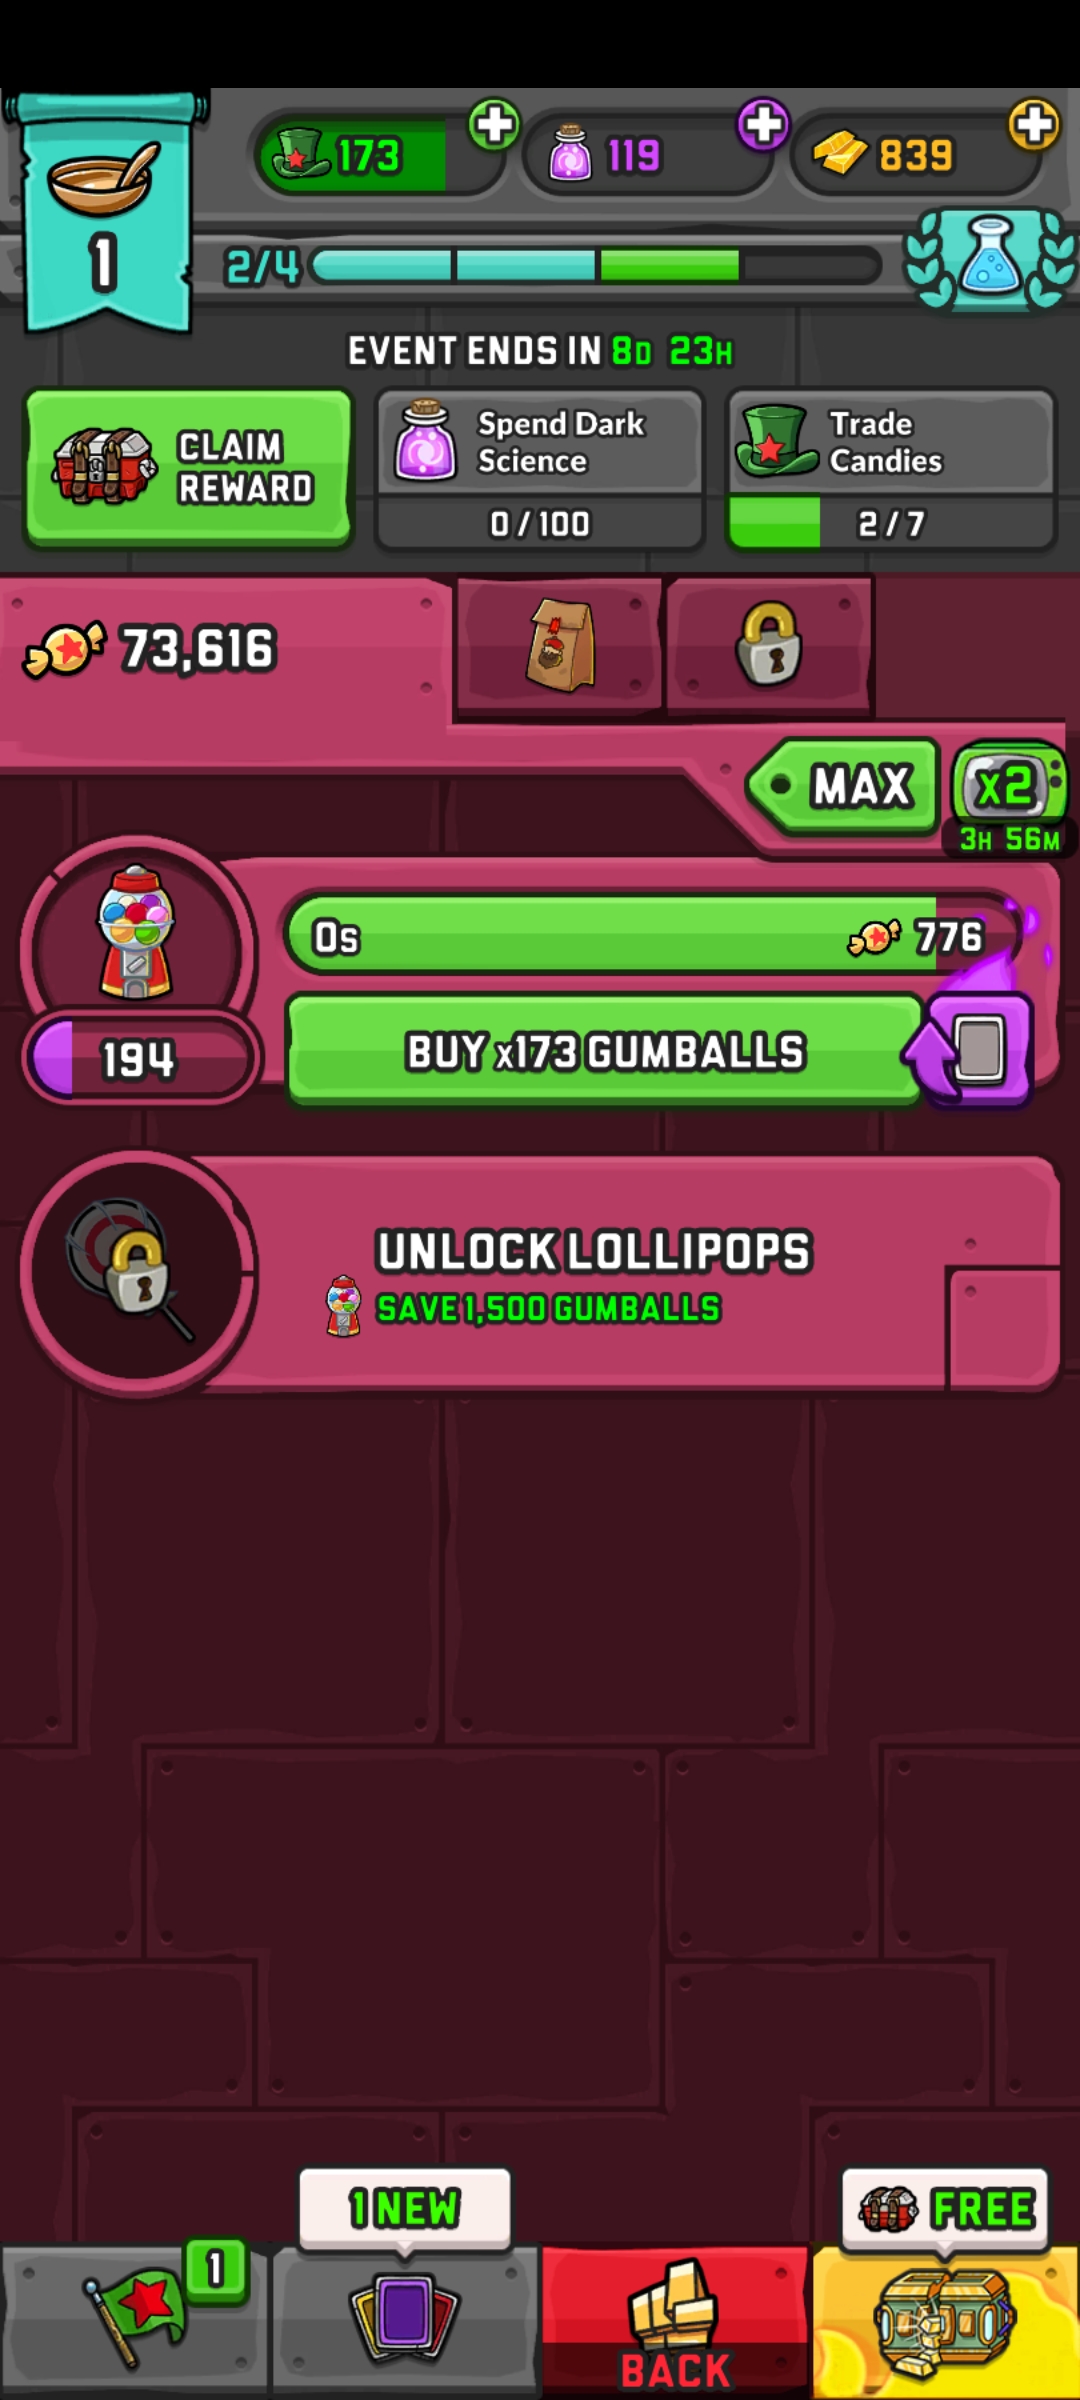 173
119
839
1
2/4
EVENT ENDS IN 8D 23H
CLAIM
REWARD
Spend Dark
Science
0/100
Trade
Candies
2/7
73,616
MAX
x2
3H 56M
0s
776
194
BUY x173 GUMBALLS
UNLOCK LOLLIPOPS
SAVE 1,500 GUMBALLS
1 NEW
FREE
1
BACK